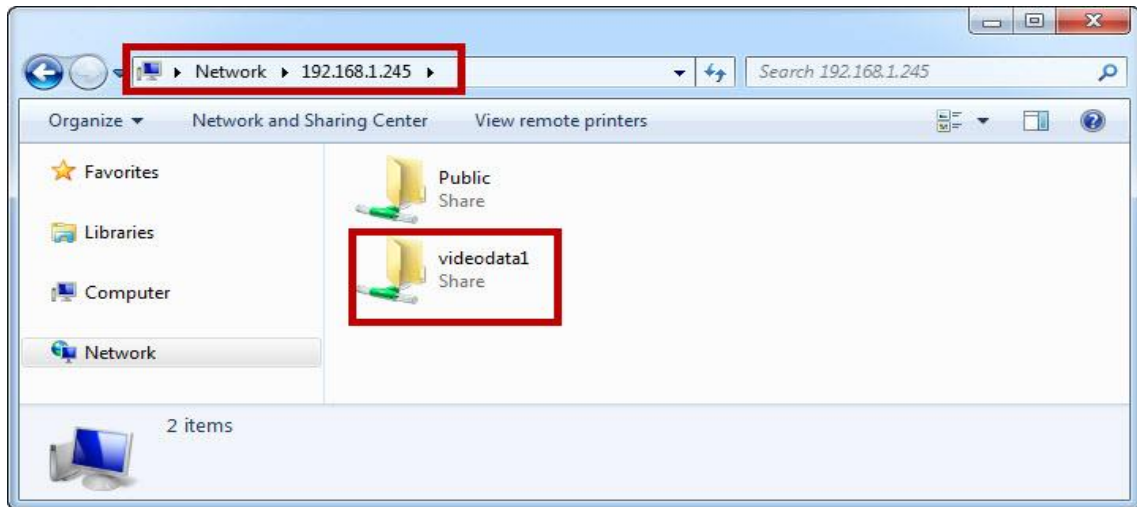 Network 192.168.1.245
Search 192.168.1.245
Organize Network and Sharing Center View remote printers
Favorites
Libraries
Computer
Network
Public
Share
videodata1
Share
2 items